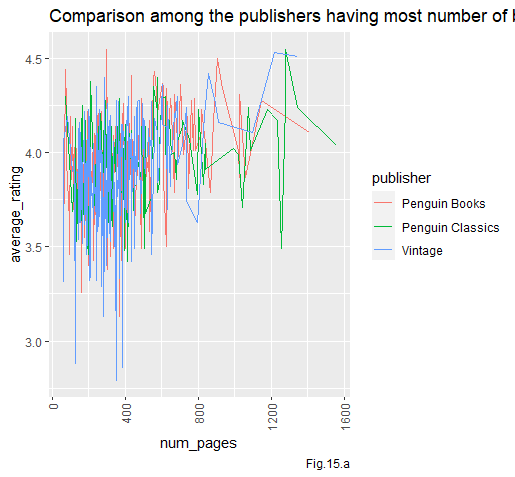 Comparison among the publishers having most number of
4.5
4.0
3.5
3.0
average_rating
0
400
800
1200
1600
num_pages
publisher
Penguin Books
Penguin Classics
Vintage
Fig.15.a